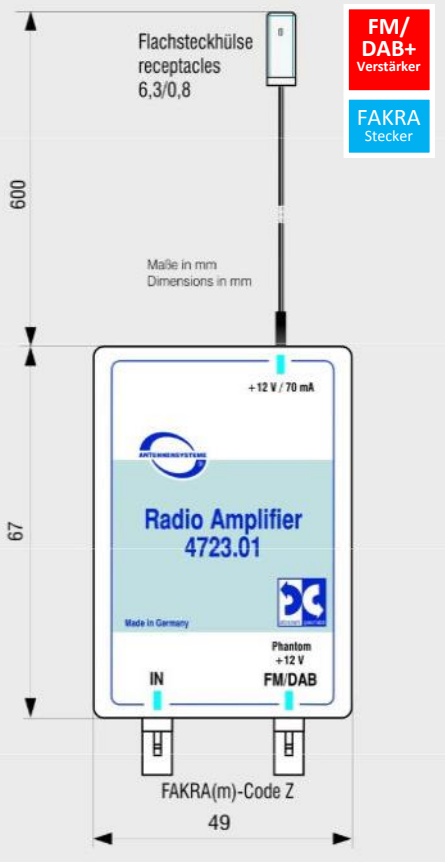 Flachsteckhülse
receptacles
6,3/0,8
FM/
DAB+
Verstärker
FAKRA
Stecker
600
Maße in mm
Dimensions in mm
+12 V / 70 mA
ANTENNENSYSTEME
®
67
Radio Amplifier
4723.01
Made in Germany
Phantom
+12 V
IN
FM/DAB
FAKRA(m)-Code Z
49